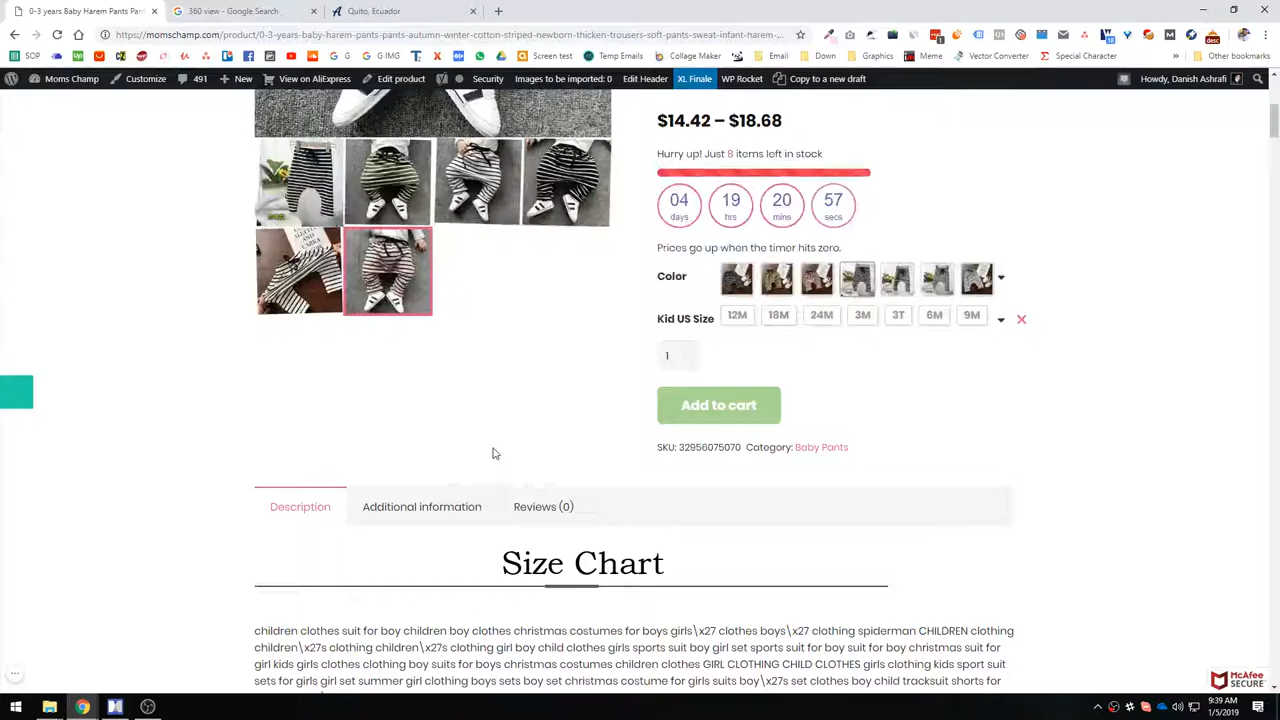 0-3 years Baby Harem Pants Pant
360 view - Google Search
Quito, Ecuador
https://momschamp.com/product/0-3-years-baby-harem-pants-pants-autumn-winter-cotton-striped-newborn-thicken-trousers-soft-pants-sweat-infant-harem-...
SOP
G
G IMG
Screen test
Temp Emails
Collage Maker
Email
Down
Graphics
Meme
Vector Converter
Special Character
Other bookmarks
Moms Champ
Customize
491
New
View on AliExpress
Edit product
Security
Images to be imported: 0
Edit Header
XL Finale
WP Rocket
Copy to a new draft
Howdy, Danish Ashrafi
$14.42 – $18.68
Hurry up! Just 8 items left in stock
04 19 20 57
days hrs mins secs
Prices go up when the timer hits zero.
Color
Kid US Size 12M 18M 24M 3M 3T 6M 9M
1
Add to cart
SKU: 32956075070 Category: Baby Pants
Description Additional information Reviews (0)
Size Chart
children clothes suit for boy children boy clothes christmas costumes for boys girls\x27 clothes boys\x27 clothing spiderman CHILDREN clothing
children\x27s clothing children\x27s clothing girl boy child clothes girls sports suit boy girl set sports suit for boy suit for boy christmas suit for
girl kids girls clothes clothing boy suits for boys christmas costumes children clothes GIRL CLOTHING CHILD CLOTHES girls clothing kids sport suit
sets for girls girl set summer girl clothing boys sets boy set christmas costume for girls suits boy\x27s set clothes boy child tracksuit shorts for
McAfee
SECURE
9:39 AM
1/5/2019